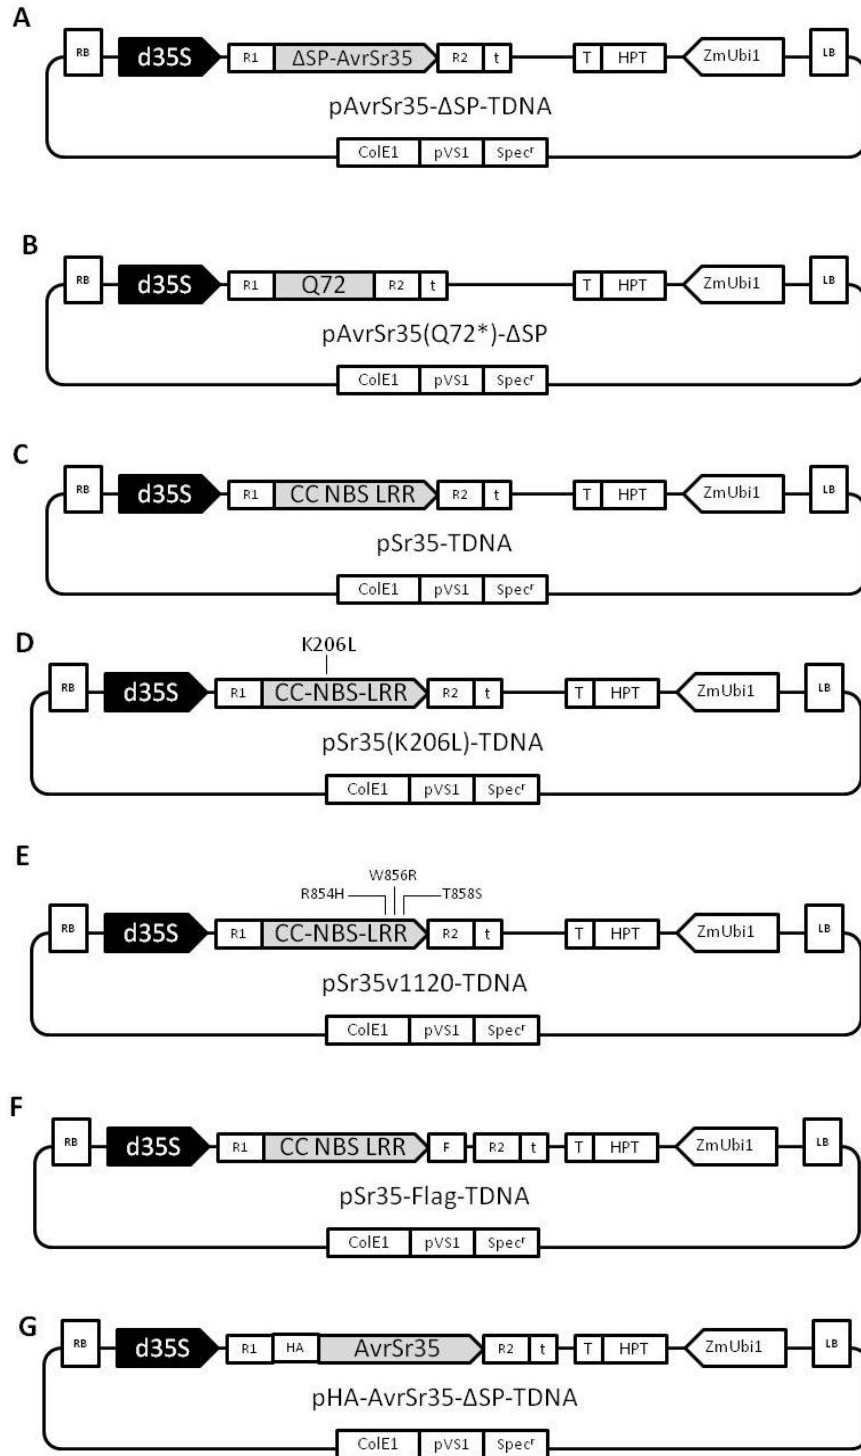 A
RB d35S R1 ΔSP-AvrSr35 R2 t T HPT ZmUbi1 LB
pAvrSr35-ΔSP-TDNA
ColE1 pVS1 Specʳ
B
RB d35S R1 Q72 R2 t T HPT ZmUbi1 LB
pAvrSr35(Q72*)-ΔSP
ColE1 pVS1 Specʳ
C
RB d35S R1 CC NBS LRR R2 t T HPT ZmUbi1 LB
pSr35-TDNA
ColE1 pVS1 Specʳ
D
K206L
RB d35S R1 CC-NBS-LRR R2 t T HPT ZmUbi1 LB
pSr35(K206L)-TDNA
ColE1 pVS1 Specʳ
E
W856R
R854H T858S
RB d35S R1 CC-NBS-LRR R2 t T HPT ZmUbi1 LB
pSr35v1120-TDNA
ColE1 pVS1 Specʳ
F
RB d35S R1 CC NBS LRR F R2 t T HPT ZmUbi1 LB
pSr35-Flag-TDNA
ColE1 pVS1 Specʳ
G
RB d35S R1 HA AvrSr35 R2 t T HPT ZmUbi1 LB
pHA-AvrSr35-ΔSP-TDNA
ColE1 pVS1 Specʳ